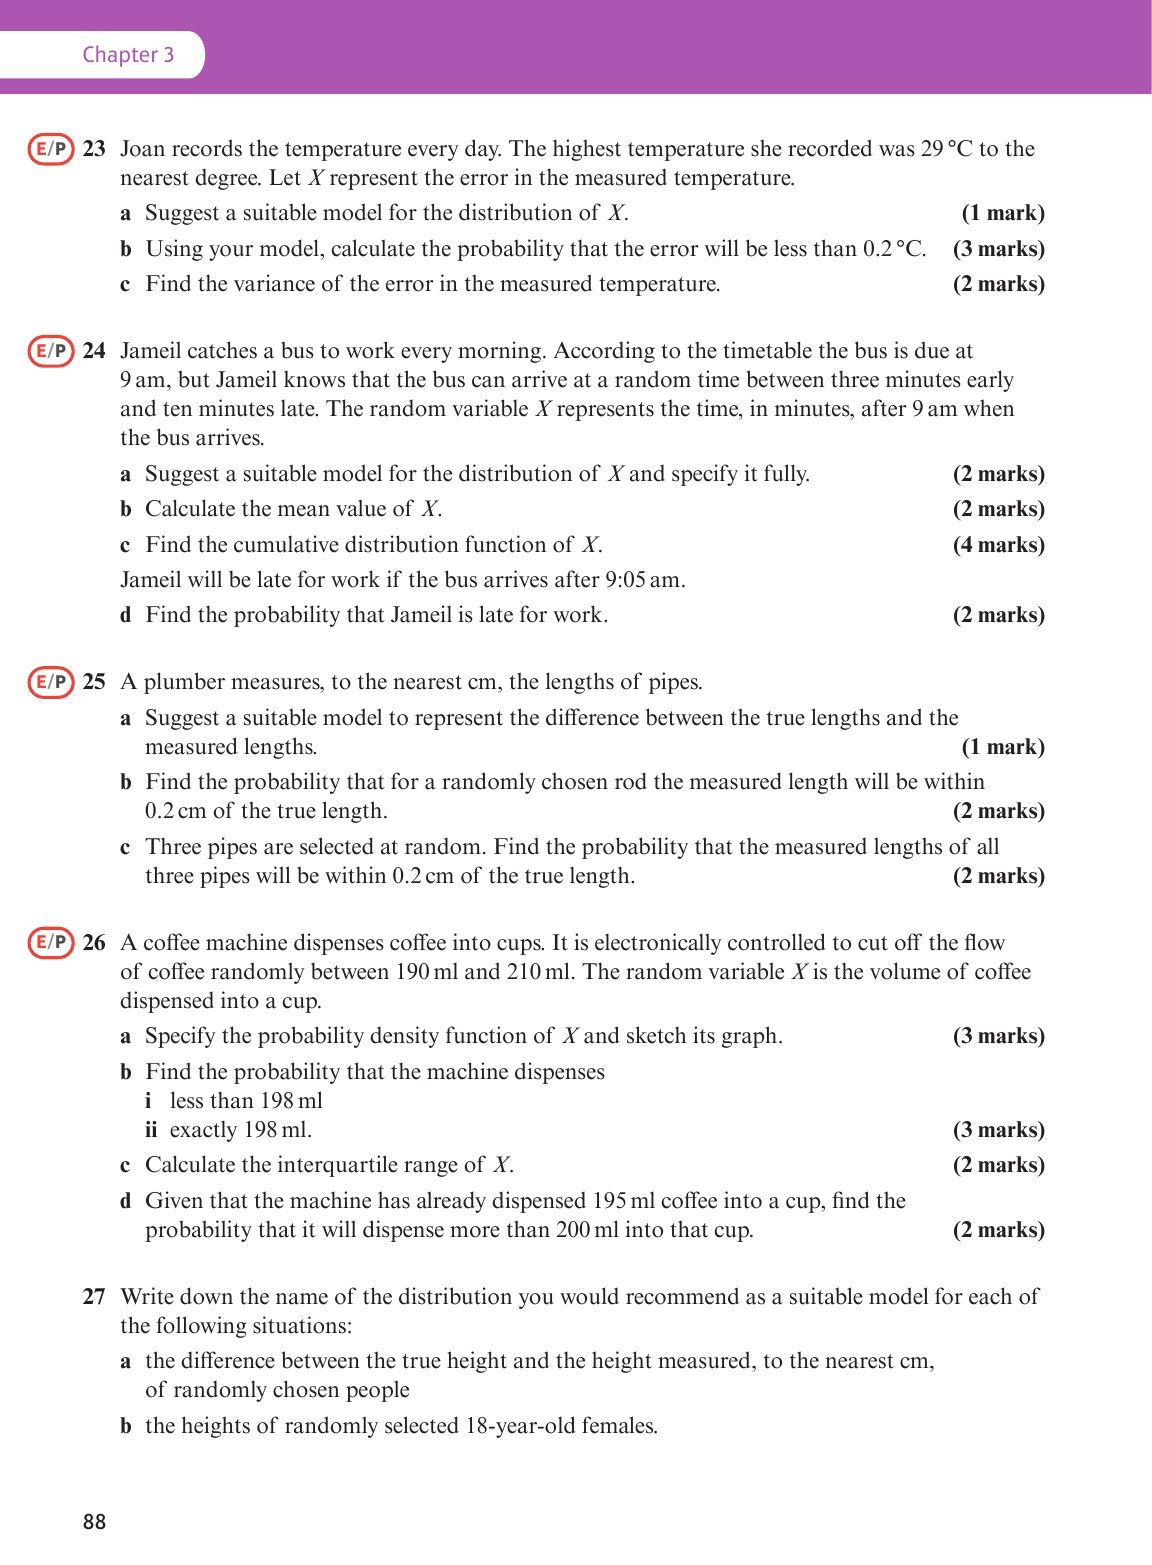 Chapter 3
E/P 23 Joan records the temperature every day. The highest temperature she recorded was 29 °C to the
nearest degree. Let X represent the error in the measured temperature.
a Suggest a suitable model for the distribution of X. (1 mark)
b Using your model, calculate the probability that the error will be less than 0.2 °C. (3 marks)
c Find the variance of the error in the measured temperature. (2 marks)
E/P 24 Jameil catches a bus to work every morning. According to the timetable the bus is due at
9 am, but Jameil knows that the bus can arrive at a random time between three minutes early
and ten minutes late. The random variable X represents the time, in minutes, after 9 am when
the bus arrives.
a Suggest a suitable model for the distribution of X and specify it fully. (2 marks)
b Calculate the mean value of X. (2 marks)
c Find the cumulative distribution function of X. (4 marks)
Jameil will be late for work if the bus arrives after 9:05 am.
d Find the probability that Jameil is late for work. (2 marks)
E/P 25 A plumber measures, to the nearest cm, the lengths of pipes.
a Suggest a suitable model to represent the difference between the true lengths and the
measured lengths. (1 mark)
b Find the probability that for a randomly chosen rod the measured length will be within
0.2 cm of the true length. (2 marks)
c Three pipes are selected at random. Find the probability that the measured lengths of all
three pipes will be within 0.2 cm of the true length. (2 marks)
E/P 26 A coffee machine dispenses coffee into cups. It is electronically controlled to cut off the flow
of coffee randomly between 190 ml and 210 ml. The random variable X is the volume of coffee
dispensed into a cup.
a Specify the probability density function of X and sketch its graph. (3 marks)
b Find the probability that the machine dispenses
i less than 198 ml
ii exactly 198 ml. (3 marks)
c Calculate the interquartile range of X. (2 marks)
d Given that the machine has already dispensed 195 ml coffee into a cup, find the
probability that it will dispense more than 200 ml into that cup. (2 marks)
27 Write down the name of the distribution you would recommend as a suitable model for each of
the following situations:
a the difference between the true height and the height measured, to the nearest cm,
of randomly chosen people
b the heights of randomly selected 18-year-old females.
88